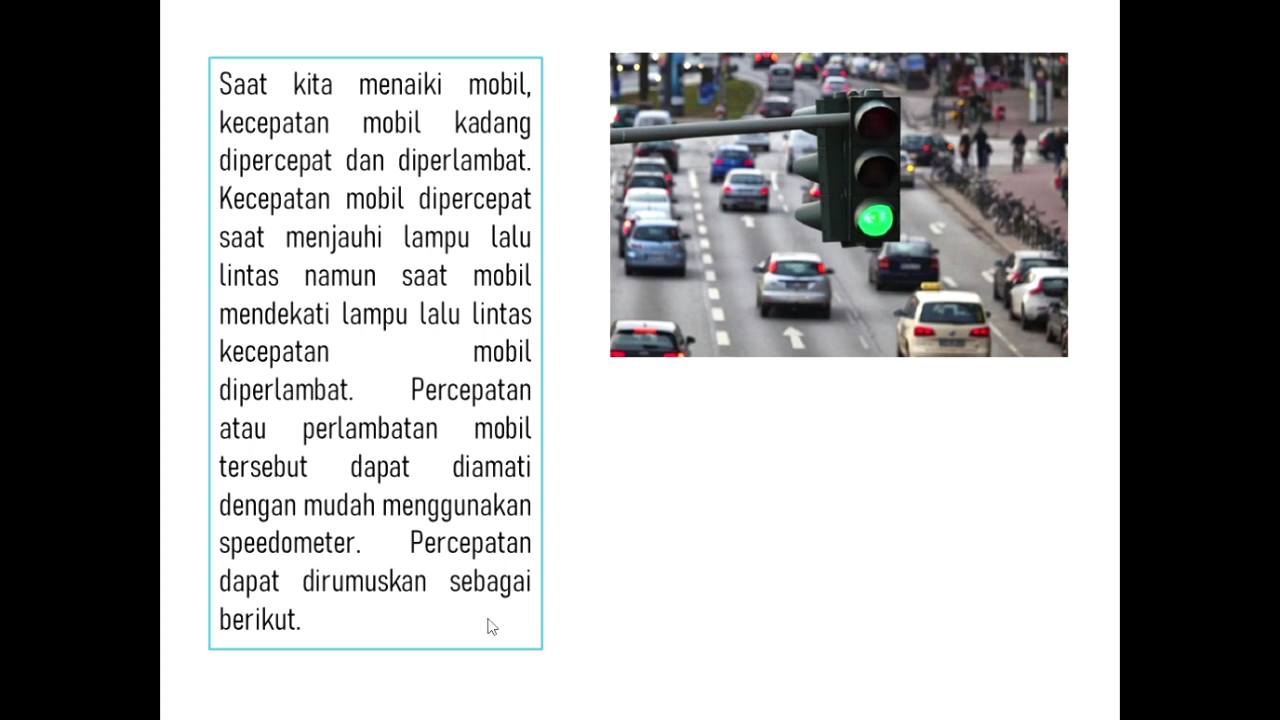 Saat kita menaiki mobil,
kecepatan mobil kadang
dipercepat dan diperlambat.
Kecepatan mobil dipercepat
saat menjauhi lampu lalu
lintas namun saat mobil
mendekati lampu lalu lintas
kecepatan mobil
diperlambat. Percepatan
atau perlambatan mobil
tersebut dapat diamati
dengan mudah menggunakan
speedometer. Percepatan
dapat dirumuskan sebagai
berikut.